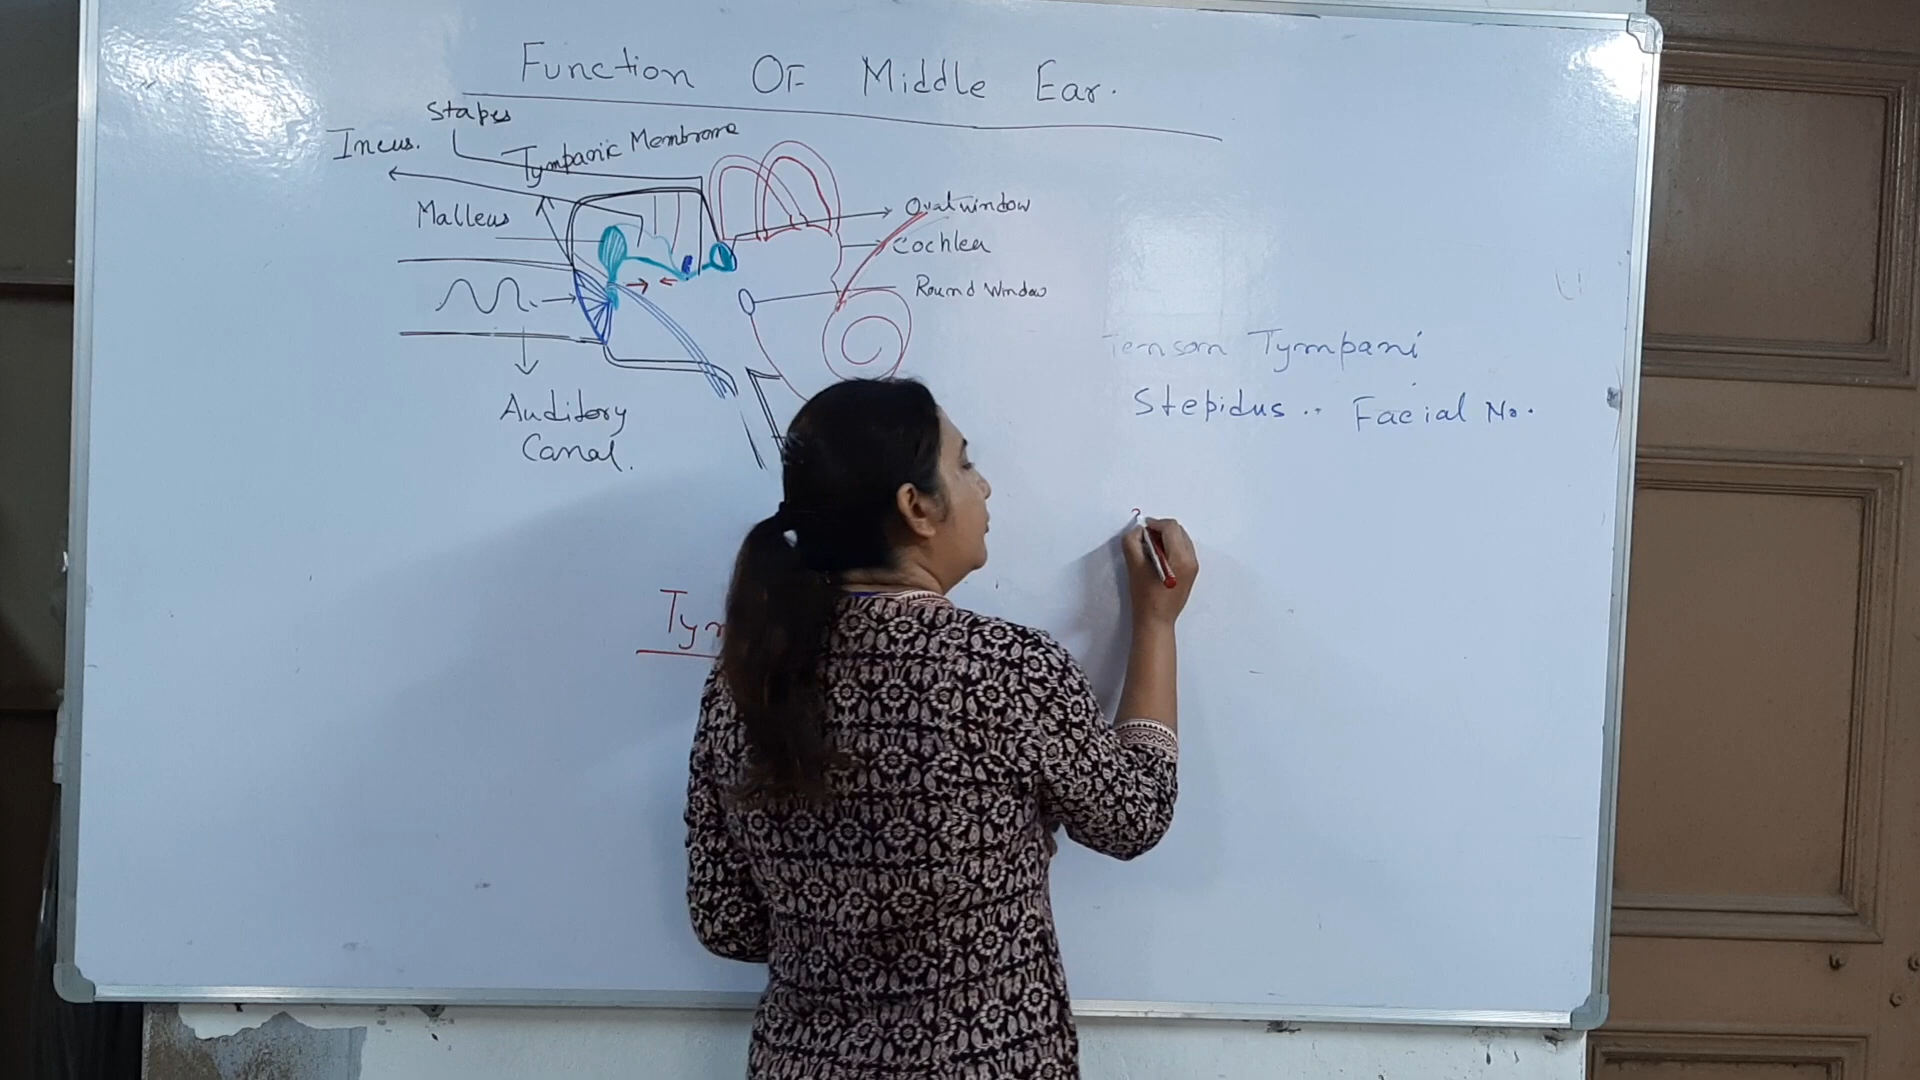 Function OF Middle Ear.
Stapes
Incus.
Tympanic Membrane
Malleus
Oval window
Cochlea
Round Window
Auditory
Canal.
Tensor Tympani
Stepidus .. Facial No.